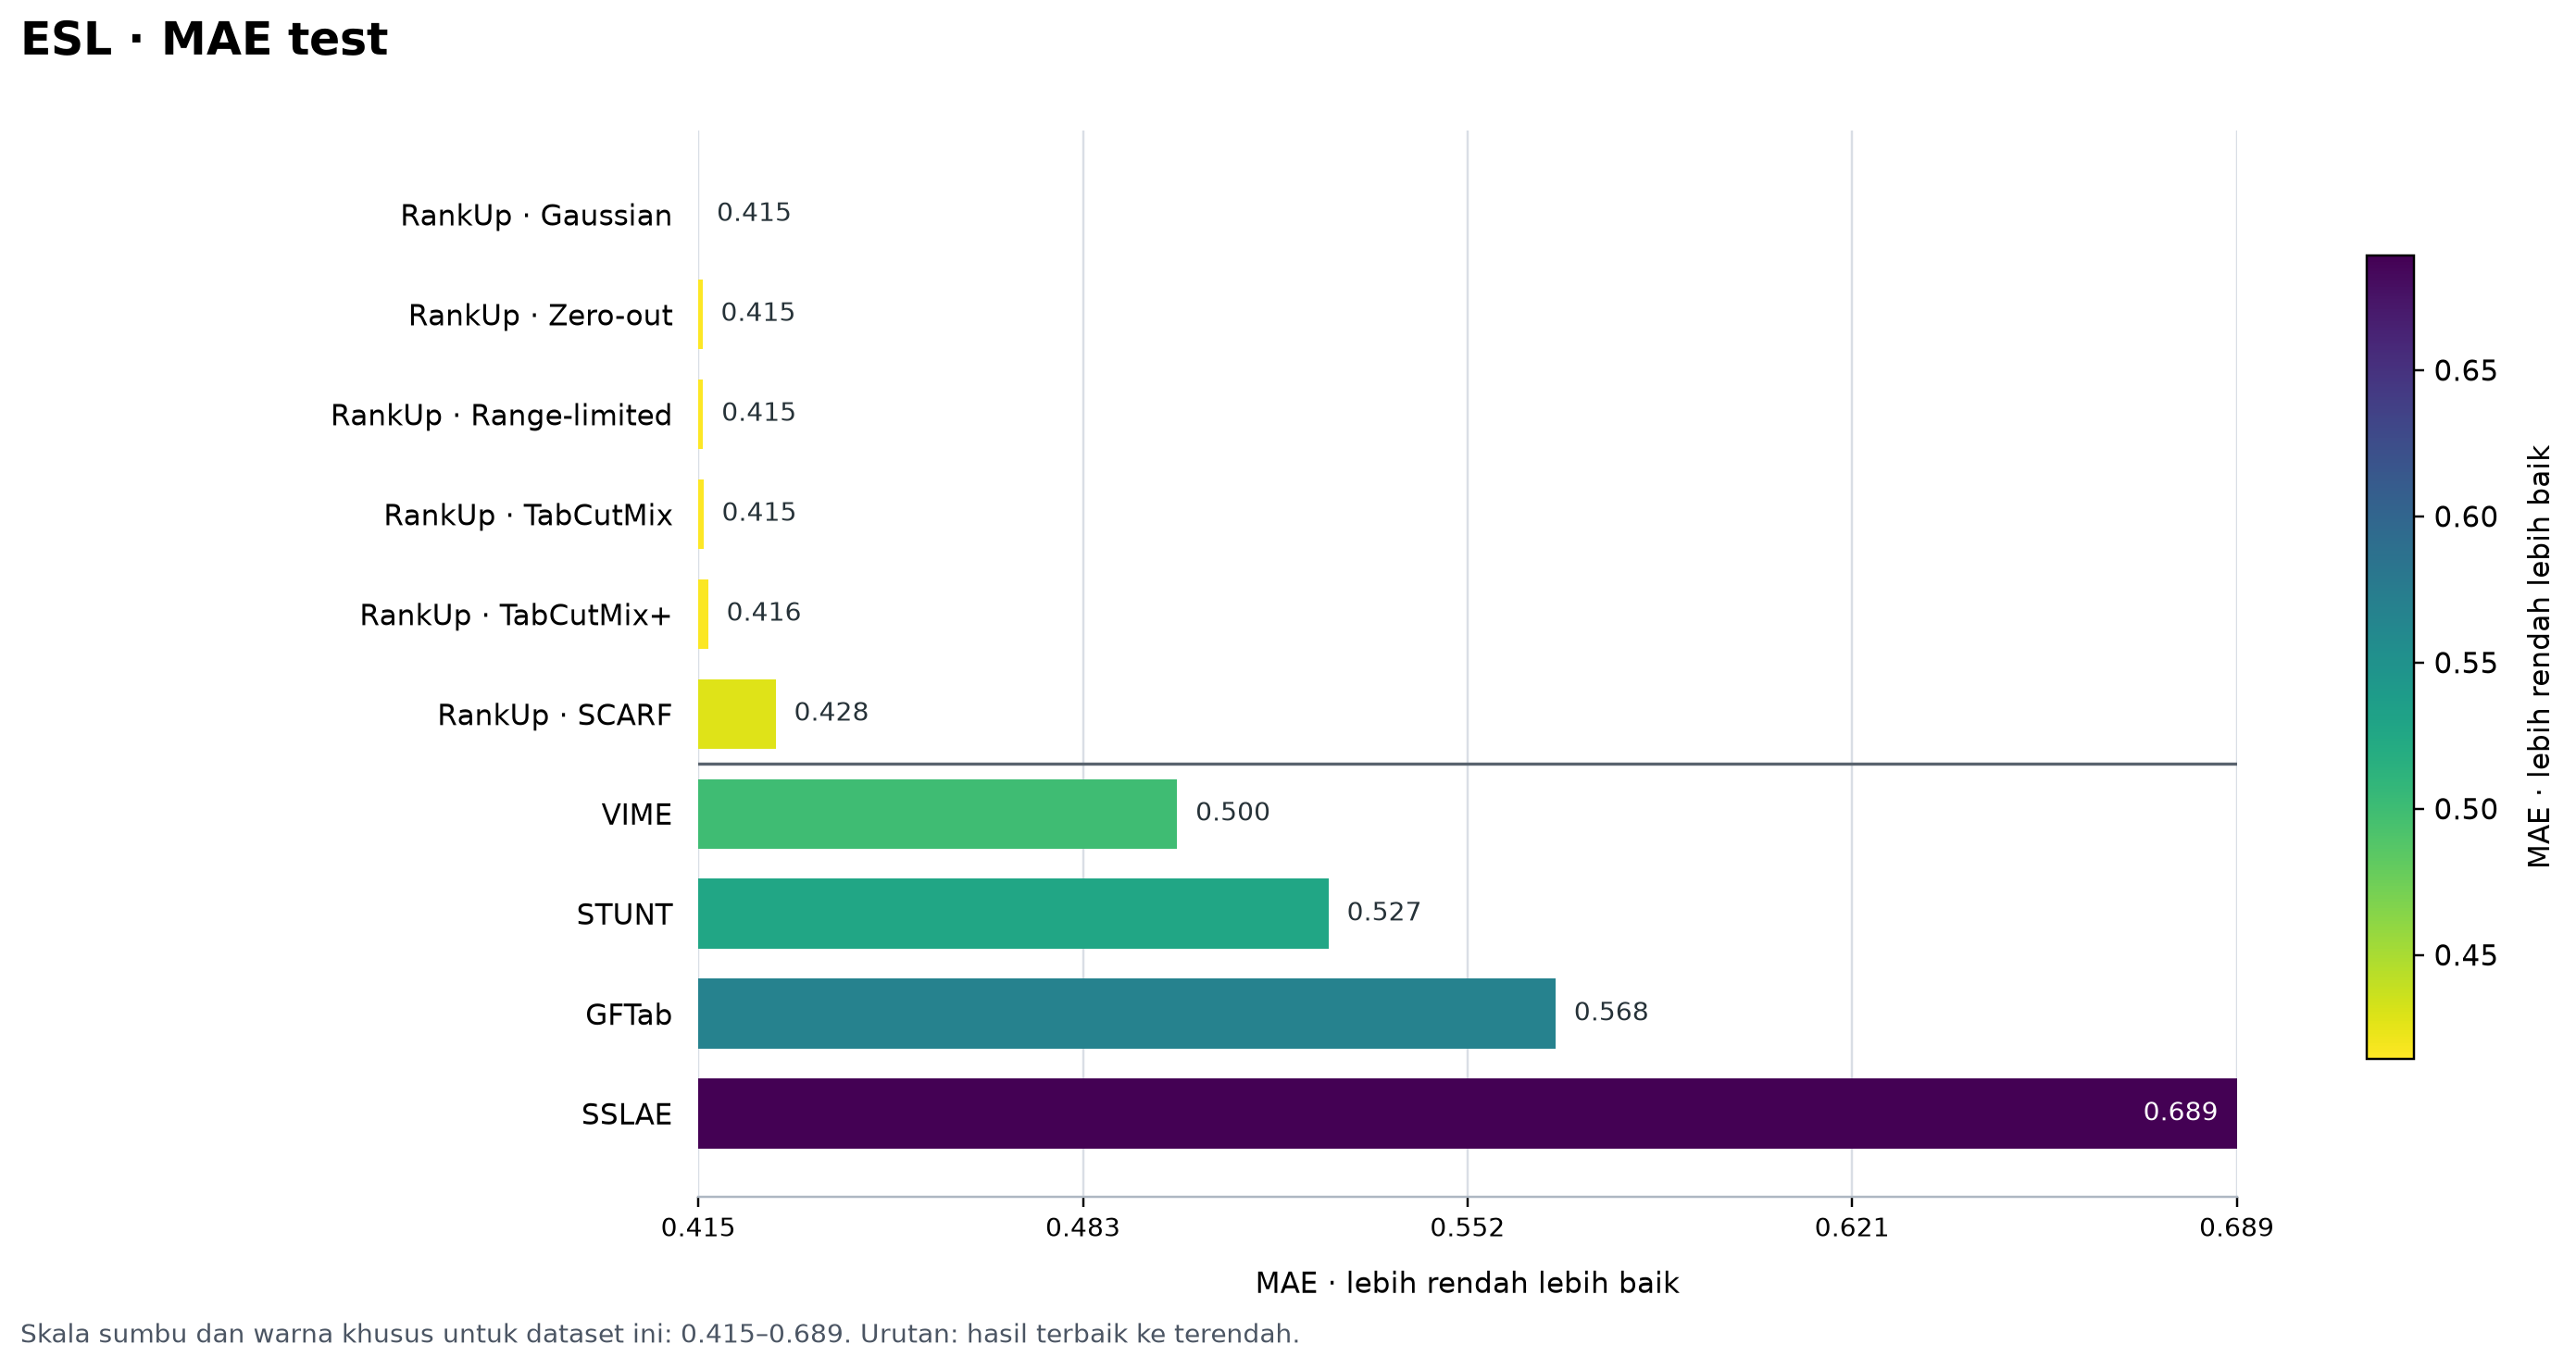 ESL · MAE test
RankUp · Gaussian 0.415
RankUp · Zero-out 0.415
RankUp · Range-limited 0.415
RankUp · TabCutMix 0.415
RankUp · TabCutMix+ 0.416
RankUp · SCARF 0.428
VIME 0.500
STUNT 0.527
GFTab 0.568
SSLAE 0.689
0.415 0.483 0.552 0.621 0.689
MAE · lebih rendah lebih baik
0.65
0.60
0.55
0.50
0.45
MAE · lebih rendah lebih baik
Skala sumbu dan warna khusus untuk dataset ini: 0.415–0.689. Urutan: hasil terbaik ke terendah.